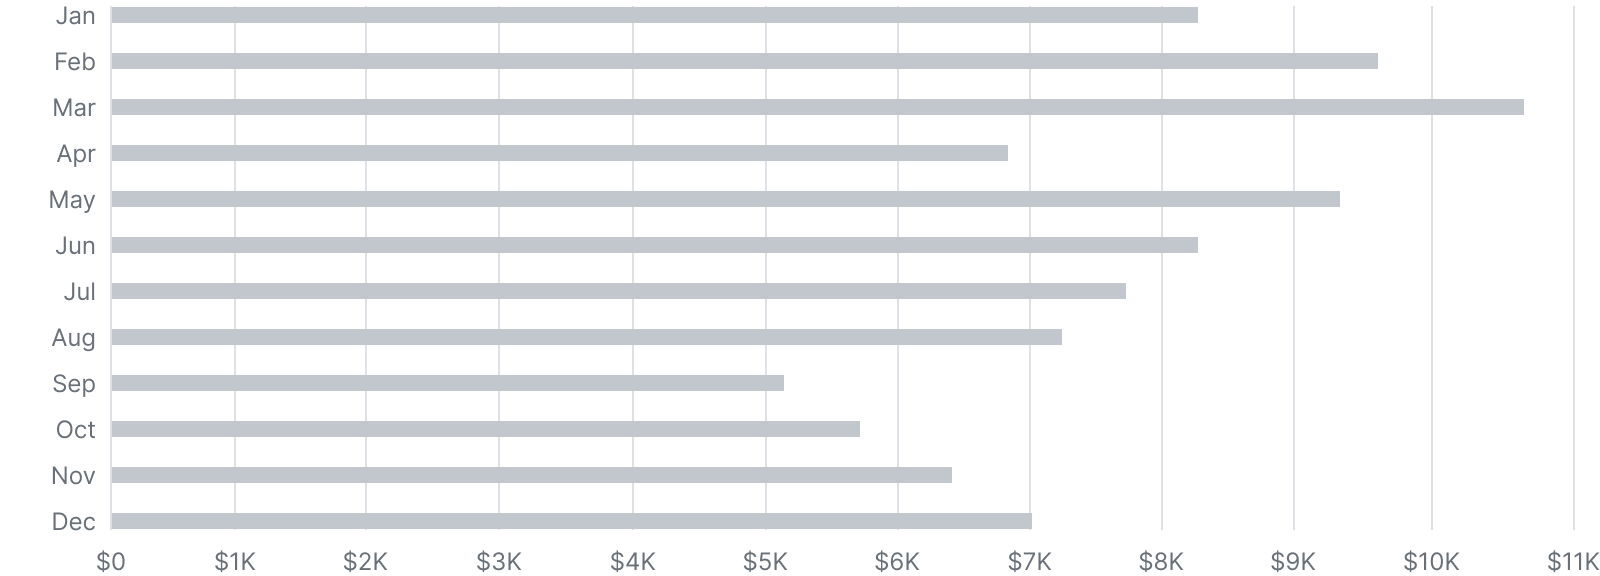 Jan
Feb
Mar
Apr
May
Jun
Jul
Aug
Sep
Oct
Nov
Dec
$0 $1K $2K $3K $4K $5K $6K $7K $8K $9K $10K $11K